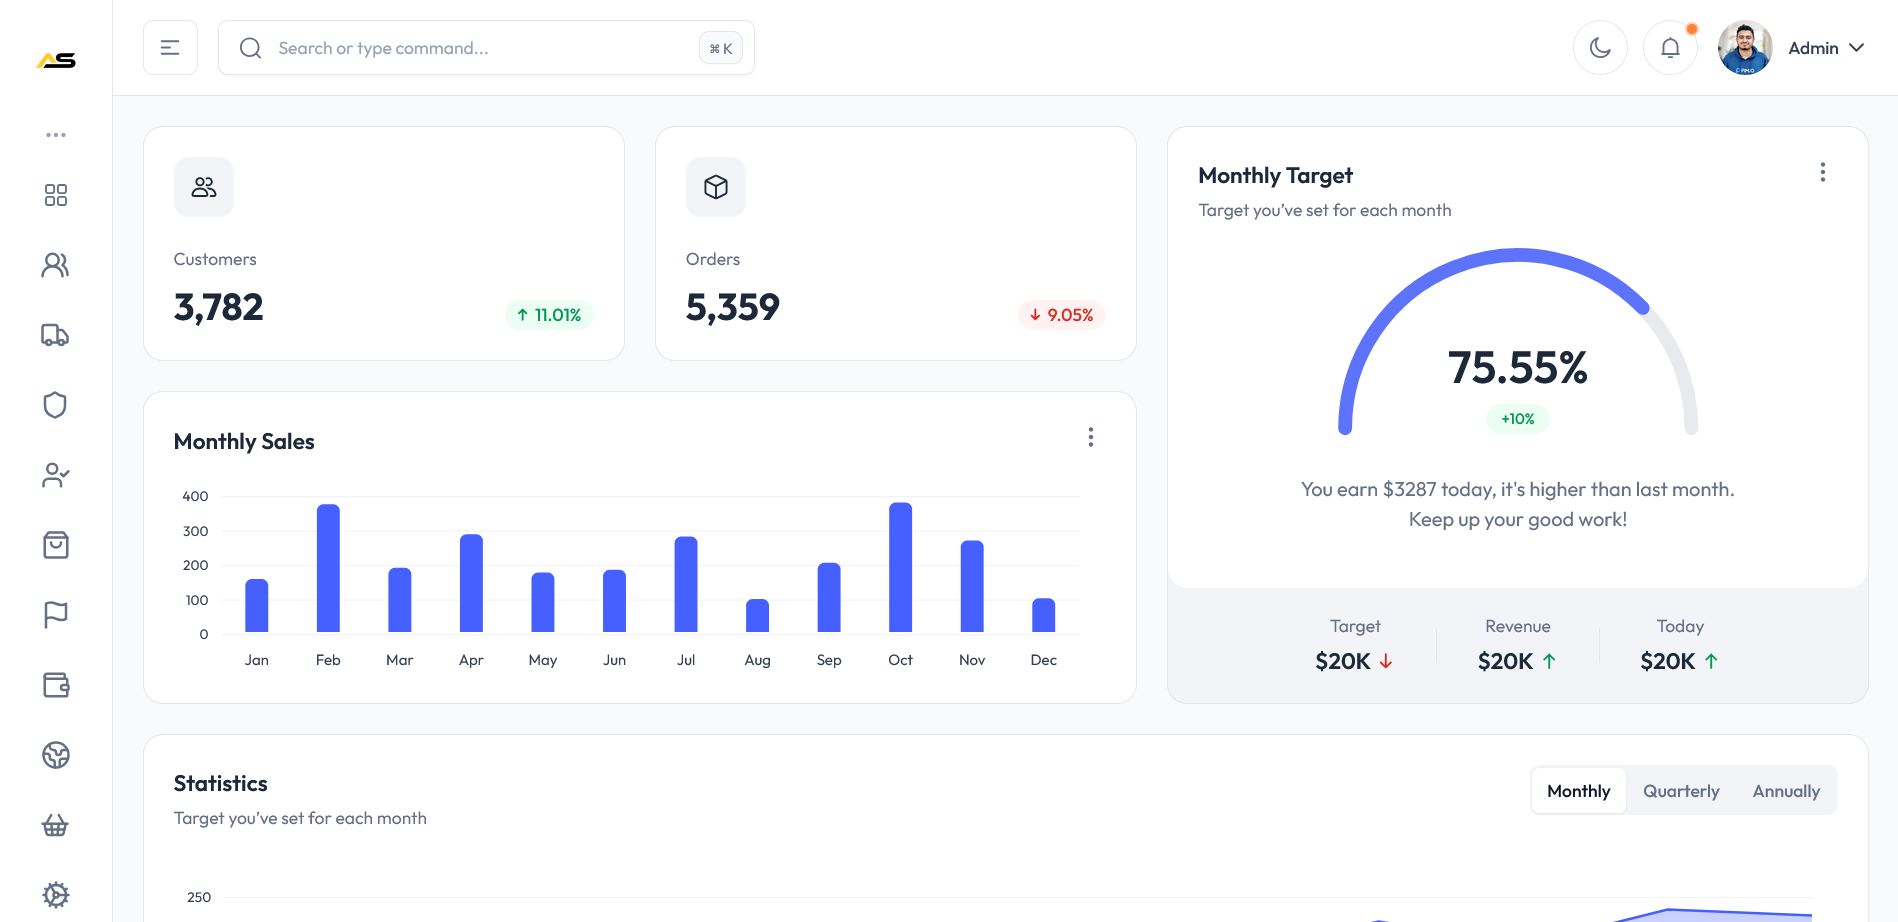 AS
Search or type command...
⌘ K
Admin
Customers
3,782
↑ 11.01%
Orders
5,359
↓ 9.05%
Monthly Target
Target you’ve set for each month
75.55%
+10%
You earn $3287 today, it's higher than last month.
Keep up your good work!
Target
$20K ↓
Revenue
$20K ↑
Today
$20K ↑
Monthly Sales
400
300
200
100
0
Jan Feb Mar Apr May Jun Jul Aug Sep Oct Nov Dec
Statistics
Target you’ve set for each month
Monthly Quarterly Annually
250